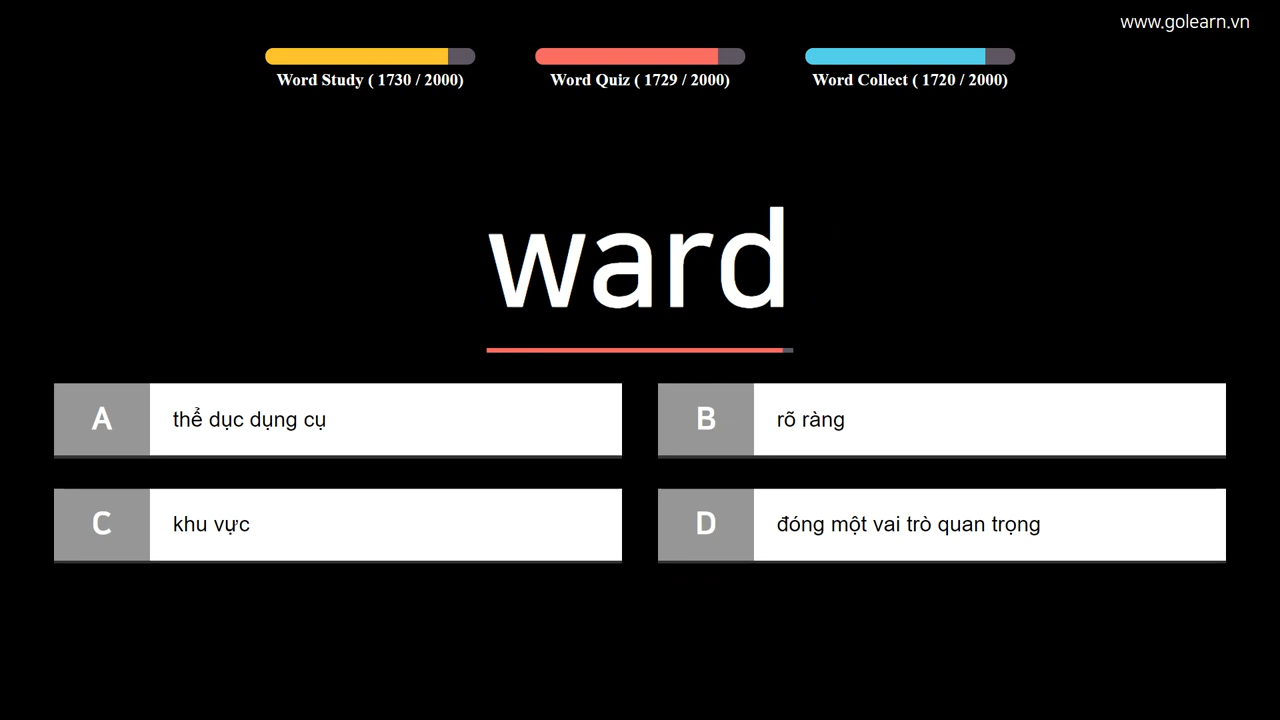 www.golearn.vn
Word Study ( 1730 / 2000)
Word Quiz ( 1729 / 2000)
Word Collect ( 1720 / 2000)
ward
A
thể dục dụng cụ
B
rõ ràng
C
khu vực
D
đóng một vai trò quan trọng